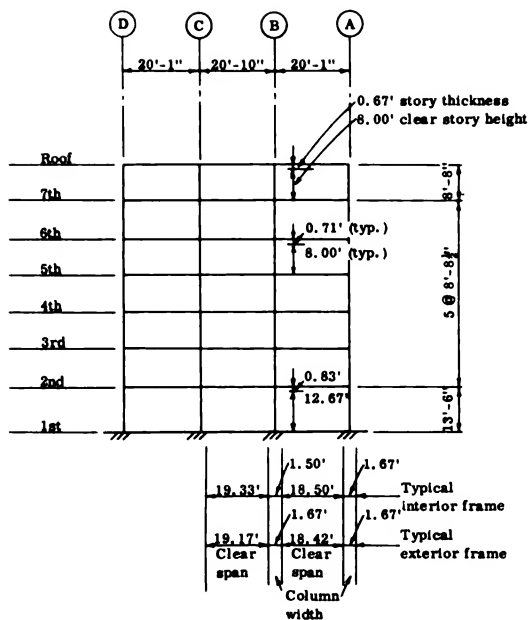 D C B A
20'-1" 20'-10" 20'-1"
0.67' story thickness
8.00' clear story height
Roof
7th
6th
5th
4th
3rd
2nd
1st
0.71' (typ.)
8.00' (typ.)
0.83'
12.67'
8'-8"
5 @ 8'-8½"
13'-6"
1.50' 1.67'
19.33' 18.50' Typical
interior frame
1.67' 1.67'
19.17' 18.42' Typical
exterior frame
Clear Clear
span span
Column
width